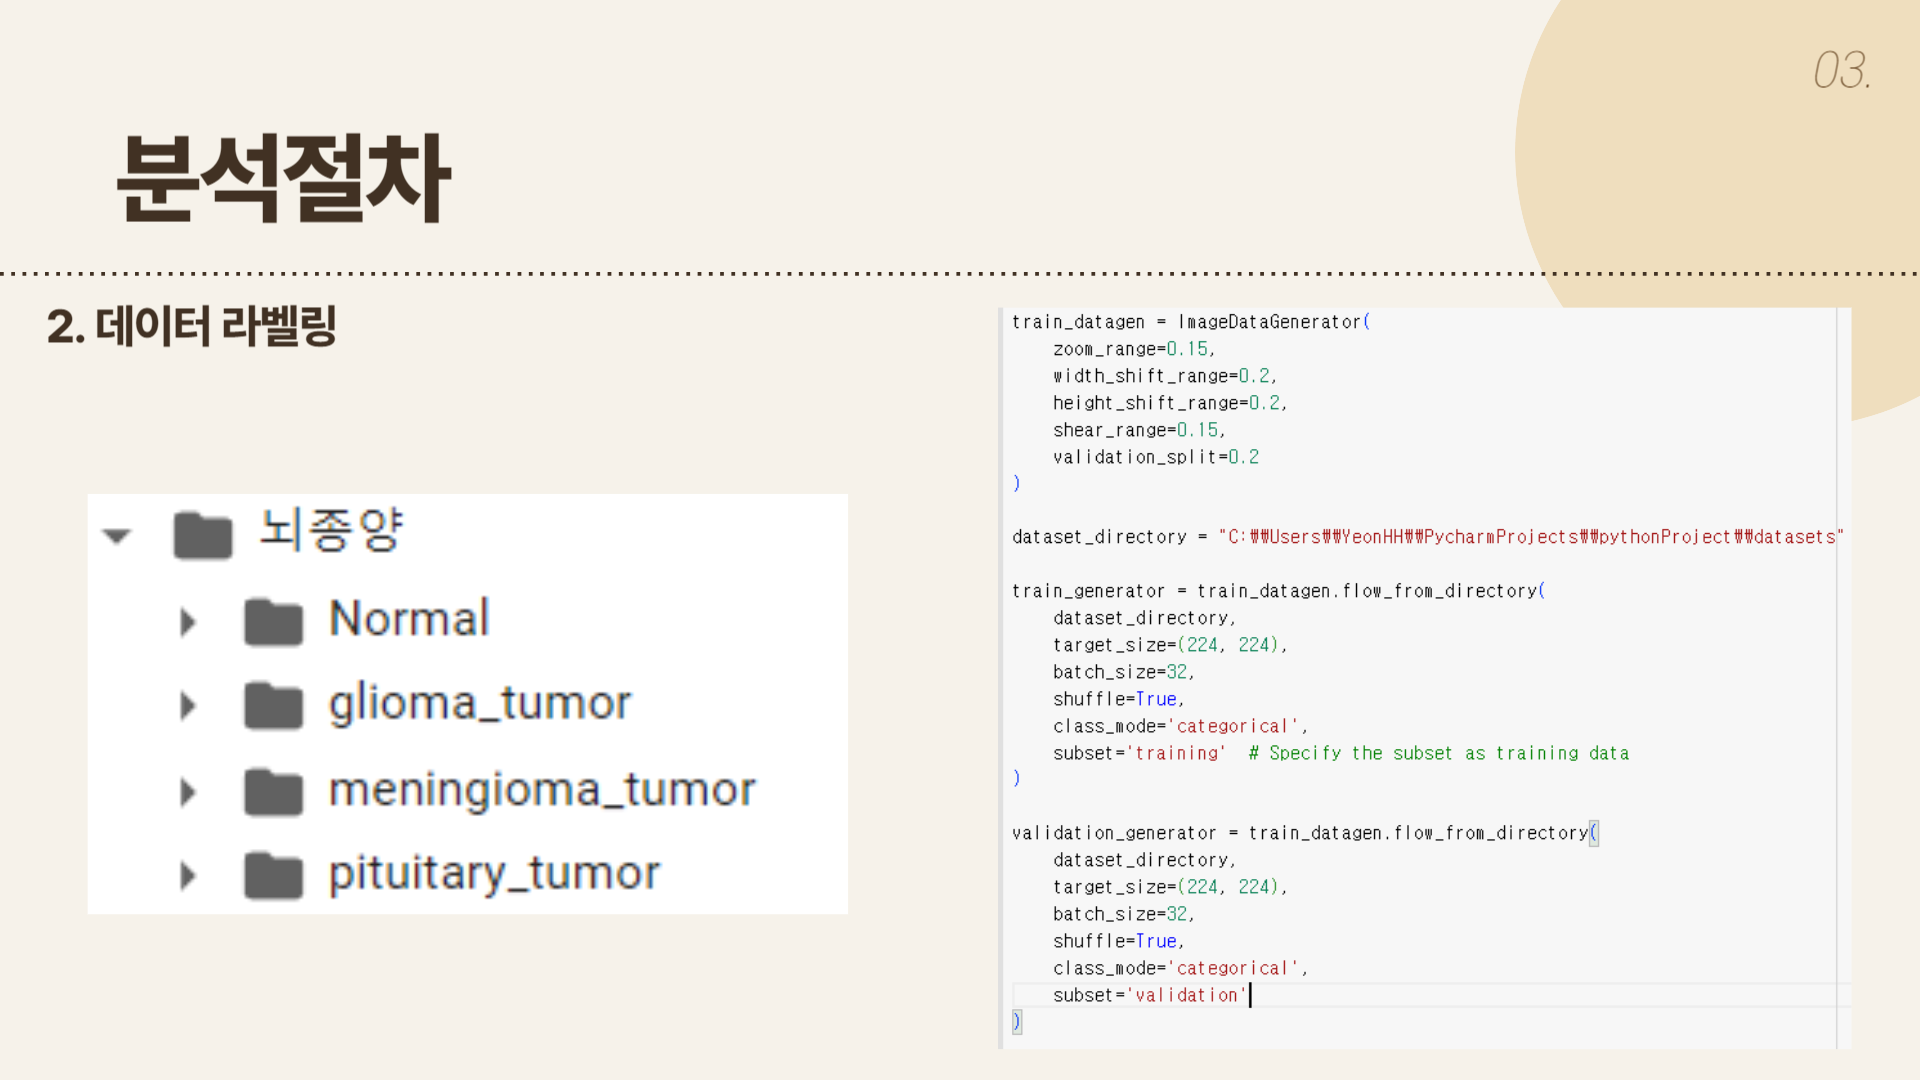 03.
분석절차
2. 데이터 라벨링
뇌종양
Normal
glioma_tumor
meningioma_tumor
pituitary_tumor
train_datagen = ImageDataGenerator(
    zoom_range=0.15,
    width_shift_range=0.2,
    height_shift_range=0.2,
    shear_range=0.15,
    validation_split=0.2
)
dataset_directory = "C:₩₩Users₩₩YeonHH₩₩PycharmProjects₩₩pythonProject₩₩datasets"
train_generator = train_datagen.flow_from_directory(
    dataset_directory,
    target_size=(224, 224),
    batch_size=32,
    shuffle=True,
    class_mode='categorical',
    subset='training'  # Specify the subset as training data
)
validation_generator = train_datagen.flow_from_directory(
    dataset_directory,
    target_size=(224, 224),
    batch_size=32,
    shuffle=True,
    class_mode='categorical',
    subset='validation'
)